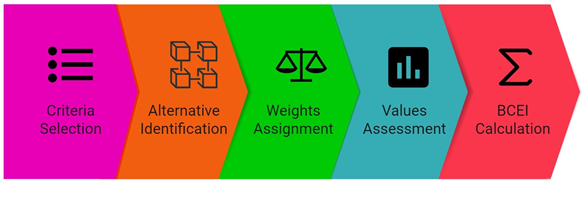 Criteria
Selection
Alternative
Identification
Weights
Assignment
Values
Assessment
BCEI
Calculation